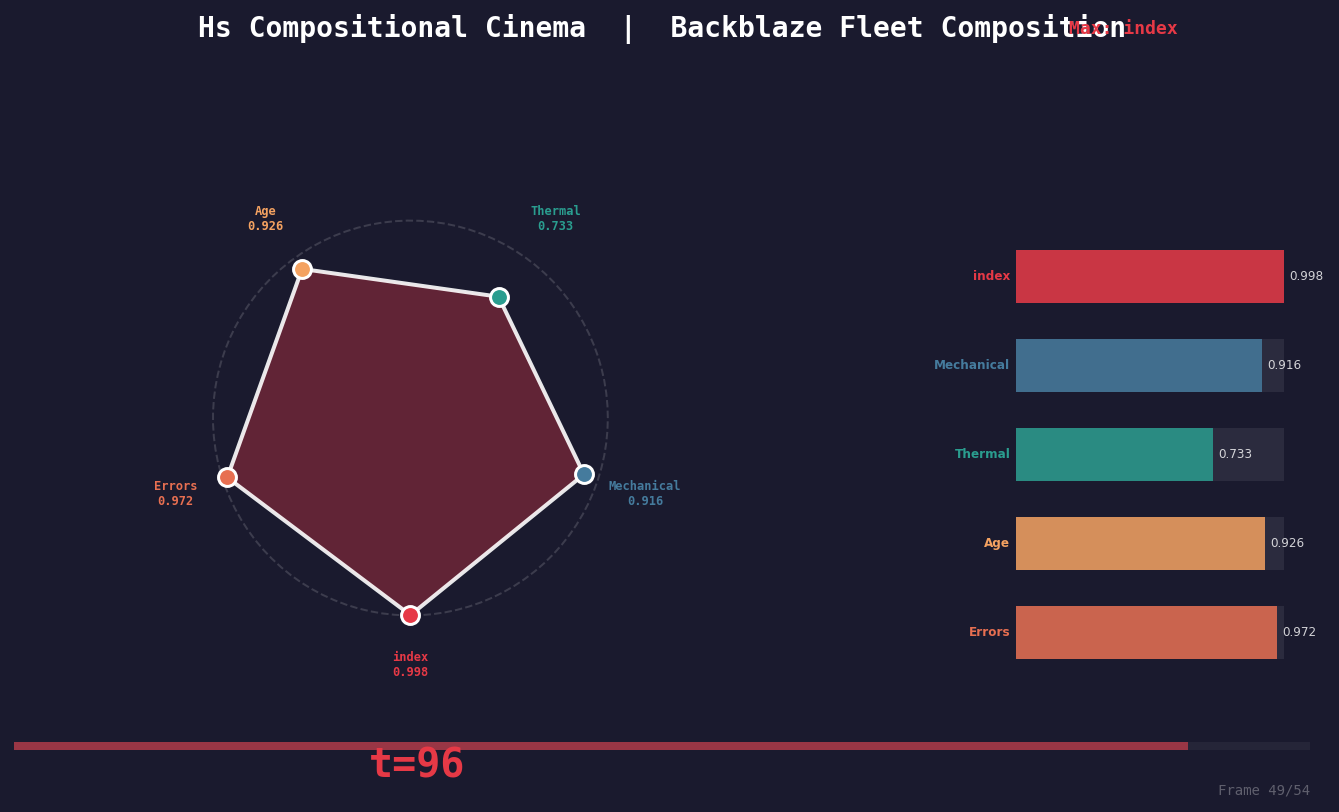 Hs Compositional Cinema | Backblaze Fleet Composition
Max: index
Age
0.926
Thermal
0.733
Errors
0.972
Mechanical
0.916
index
0.998
index 0.998
Mechanical 0.916
Thermal 0.733
Age 0.926
Errors 0.972
t=96
Frame 49/54